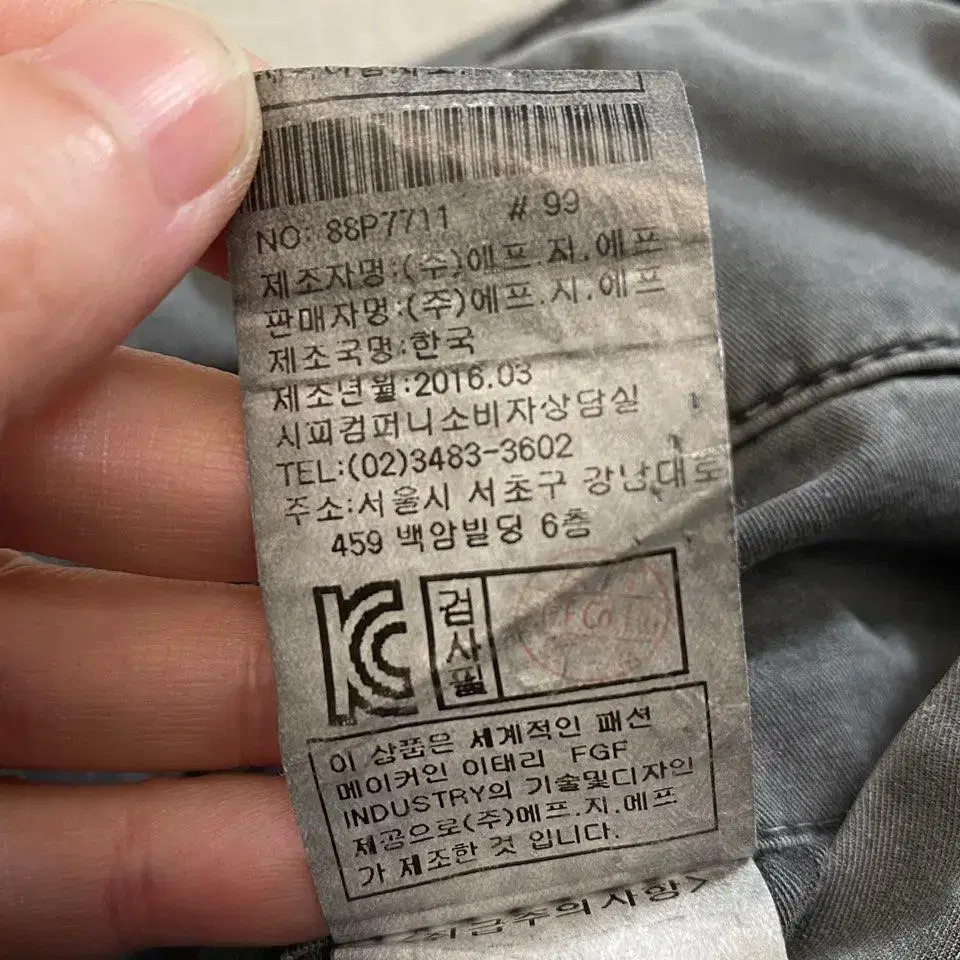 NO: 88P7711 # 99
제조자명:(주)에프.지.에프
판매자명:(주)에프.지.에프
제조국명:한국
제조년월:2016.03
시피컴퍼니소비자상담실
TEL:(02)3483-3602
주소:서울시 서초구 강남대로
459 백암빌딩 6층
검사필
이 상품은 세계적인 패션
메이커인 이태리 FGF
INDUSTRY의 기술및디자인
제공으로(주)에프.지.에프
가 제조한 것 입니다.
취급주의사항>